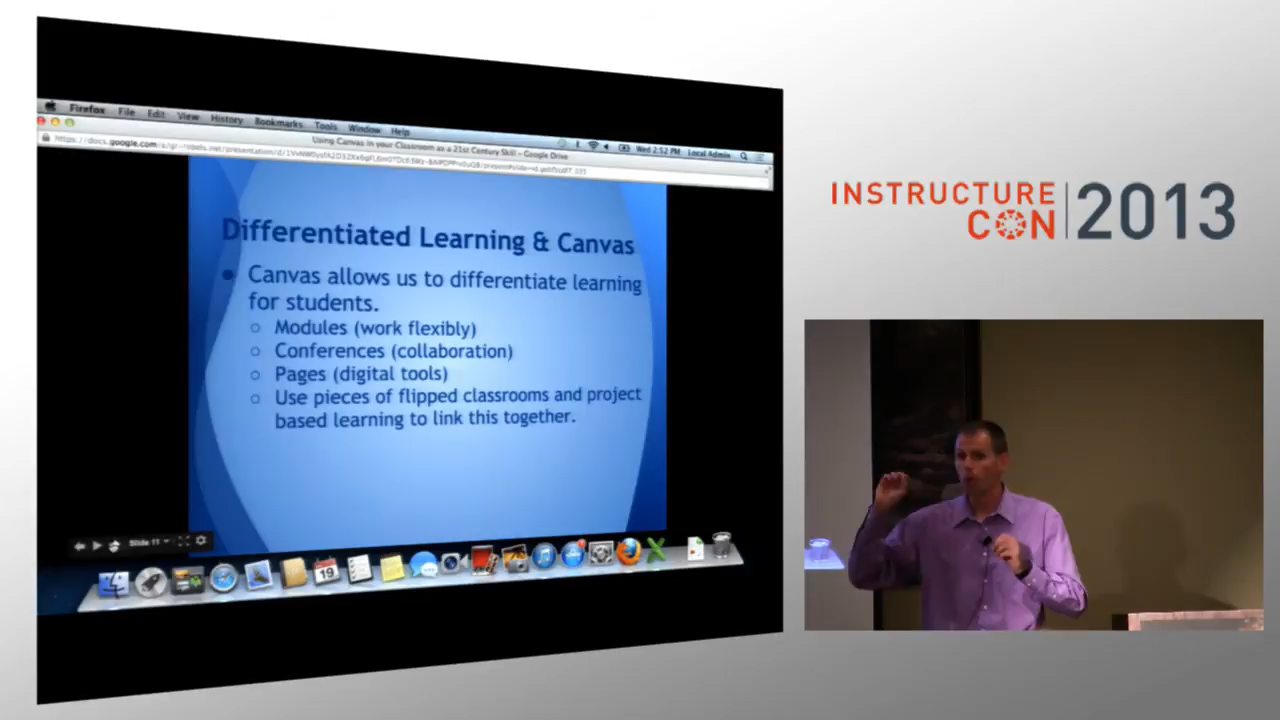 Firefox File Edit View History Bookmarks Tools Window Help
Wed 2:52 PM Local Admin
Using Canvas in your Classroom as a 21st Century Skill – Google Drive
Differentiated Learning & Canvas
Canvas allows us to differentiate learning
for students.
Modules (work flexibly)
Conferences (collaboration)
Pages (digital tools)
Use pieces of flipped classrooms and project
based learning to link this together.
Slide 11
19
INSTRUCTURE
CON
2013